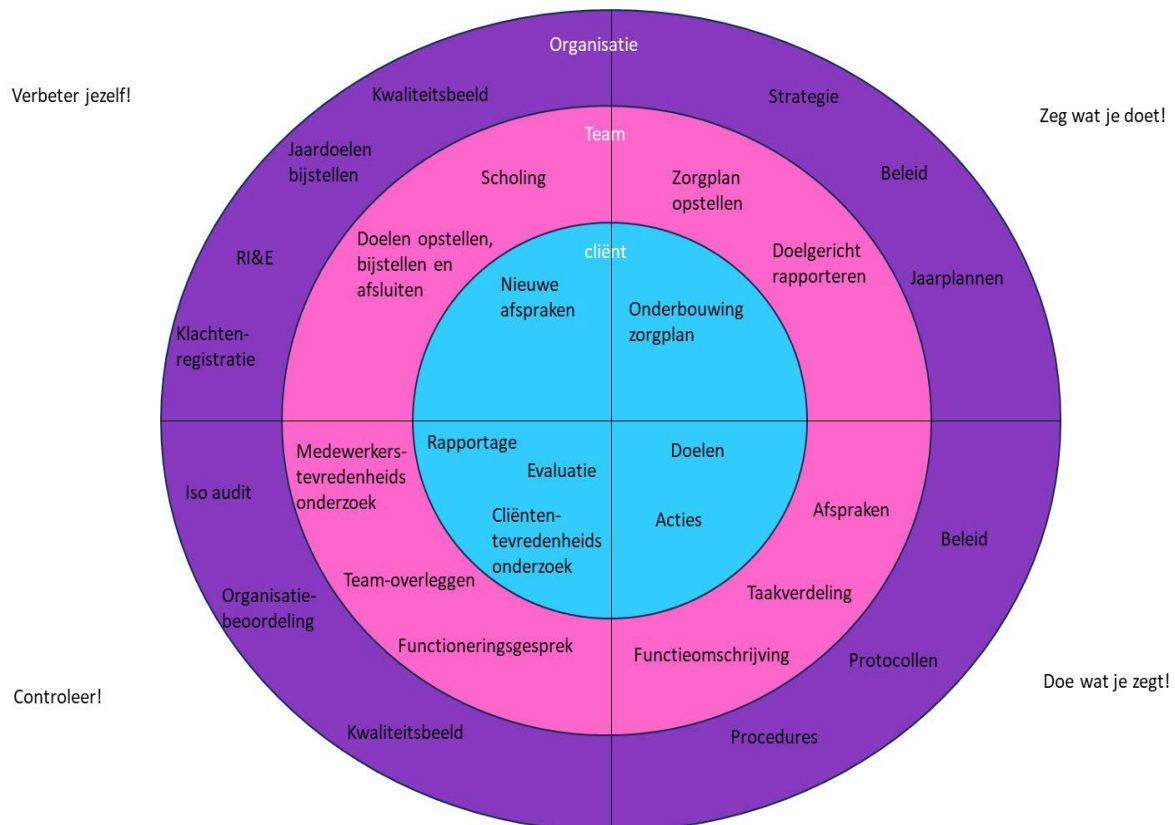 Organisatie
Verbeter jezelf!
Kwaliteitsbeeld
Strategie
Zeg wat je doet!
Team
Jaardoelen
bijstellen
Scholing
Zorgplan
opstellen
Beleid
Doelen opstellen,
bijstellen en
afsluiten
cliënt
Doelgericht
rapporteren
RI&E
Nieuwe
afspraken
Jaarplannen
Onderbouwing
zorgplan
Klachten-
registratie
Rapportage
Medewerkers-
tevredenheids
onderzoek
Evaluatie
Doelen
Iso audit
Cliënten-
tevredenheids
onderzoek
Acties
Afspraken
Beleid
Team-overleggen
Organisatie-
beoordeling
Taakverdeling
Functioneringsgesprek
Functieomschrijving
Protocollen
Controleer!
Doe wat je zegt!
Kwaliteitsbeeld
Procedures